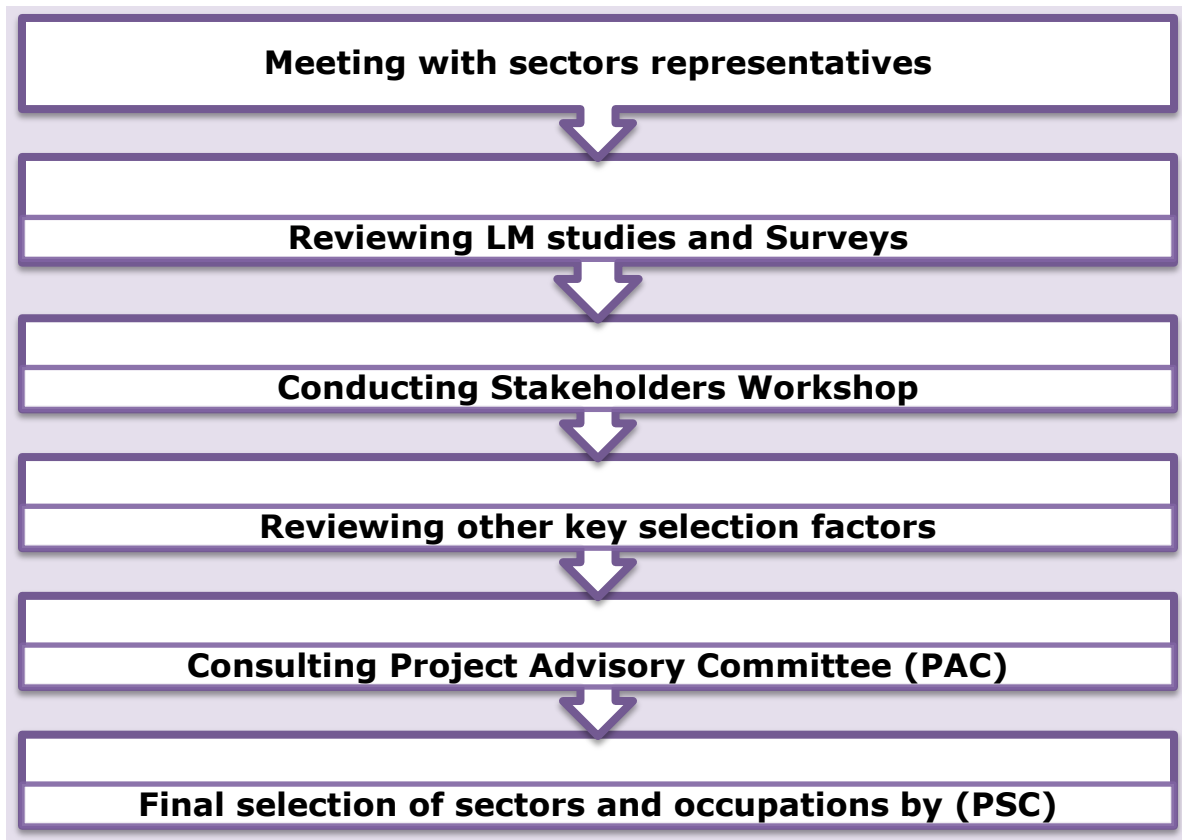 Meeting with sectors representatives
Reviewing LM studies and Surveys
Conducting Stakeholders Workshop
Reviewing other key selection factors
Consulting Project Advisory Committee (PAC)
Final selection of sectors and occupations by (PSC)